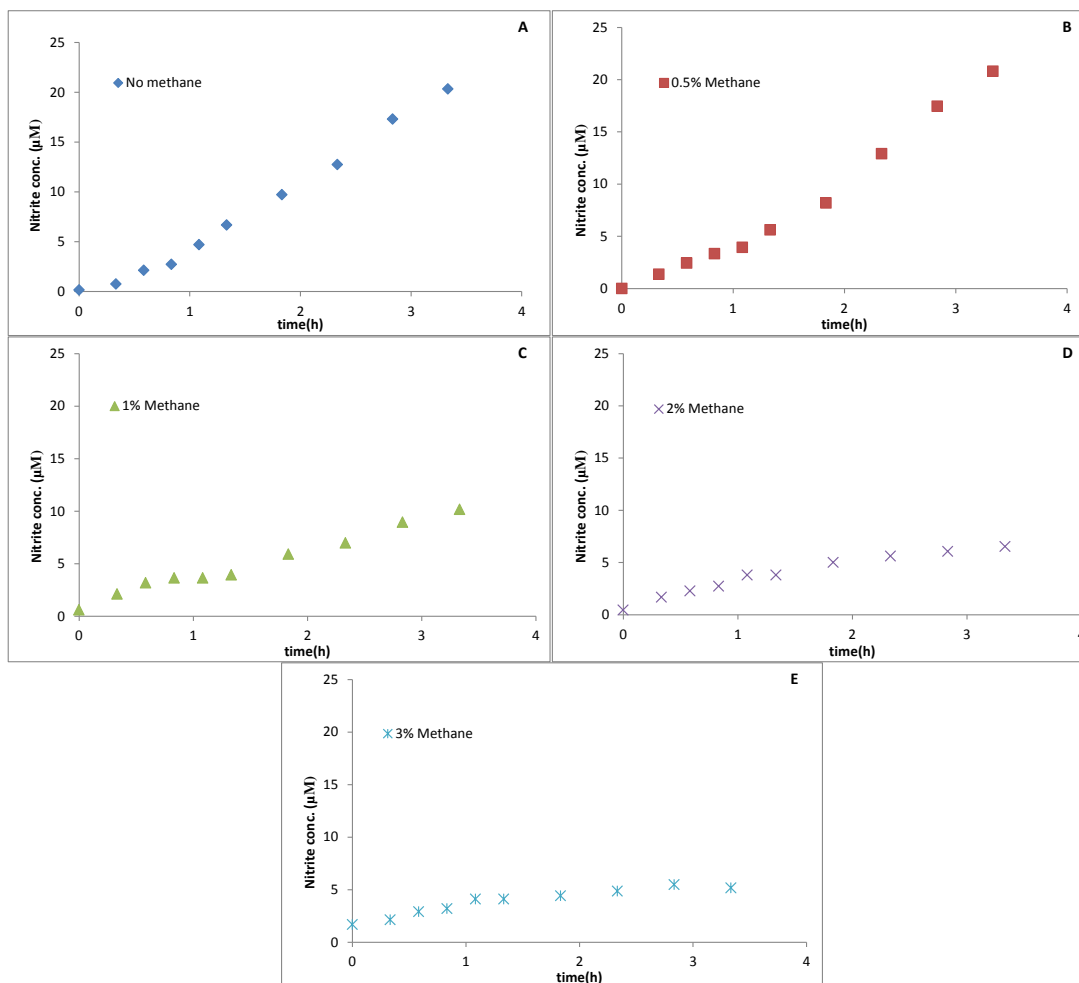 A
No methane
Nitrite conc. (µM)
25
20
15
10
5
0
0 1 2 3 4
time(h)
B
0.5% Methane
Nitrite conc. (µM)
25
20
15
10
5
0
0 1 2 3 4
time(h)
C
1% Methane
Nitrite conc. (µM)
25
20
15
10
5
0
0 1 2 3 4
time(h)
D
2% Methane
Nitrite conc. (µM)
25
20
15
10
5
0
0 1 2 3 4
time(h)
E
3% Methane
Nitrite conc. (µM)
25
20
15
10
5
0
0 1 2 3 4
time(h)